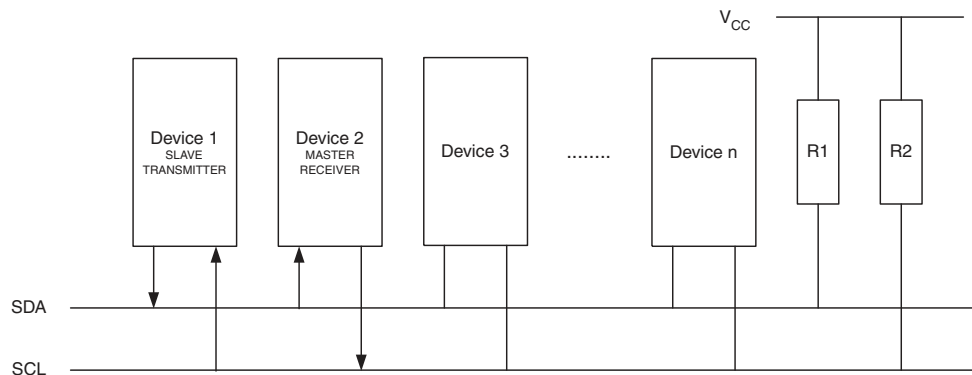 V_CC
Device 1
SLAVE
TRANSMITTER
Device 2
MASTER
RECEIVER
Device 3
........
Device n
R1
R2
SDA
SCL